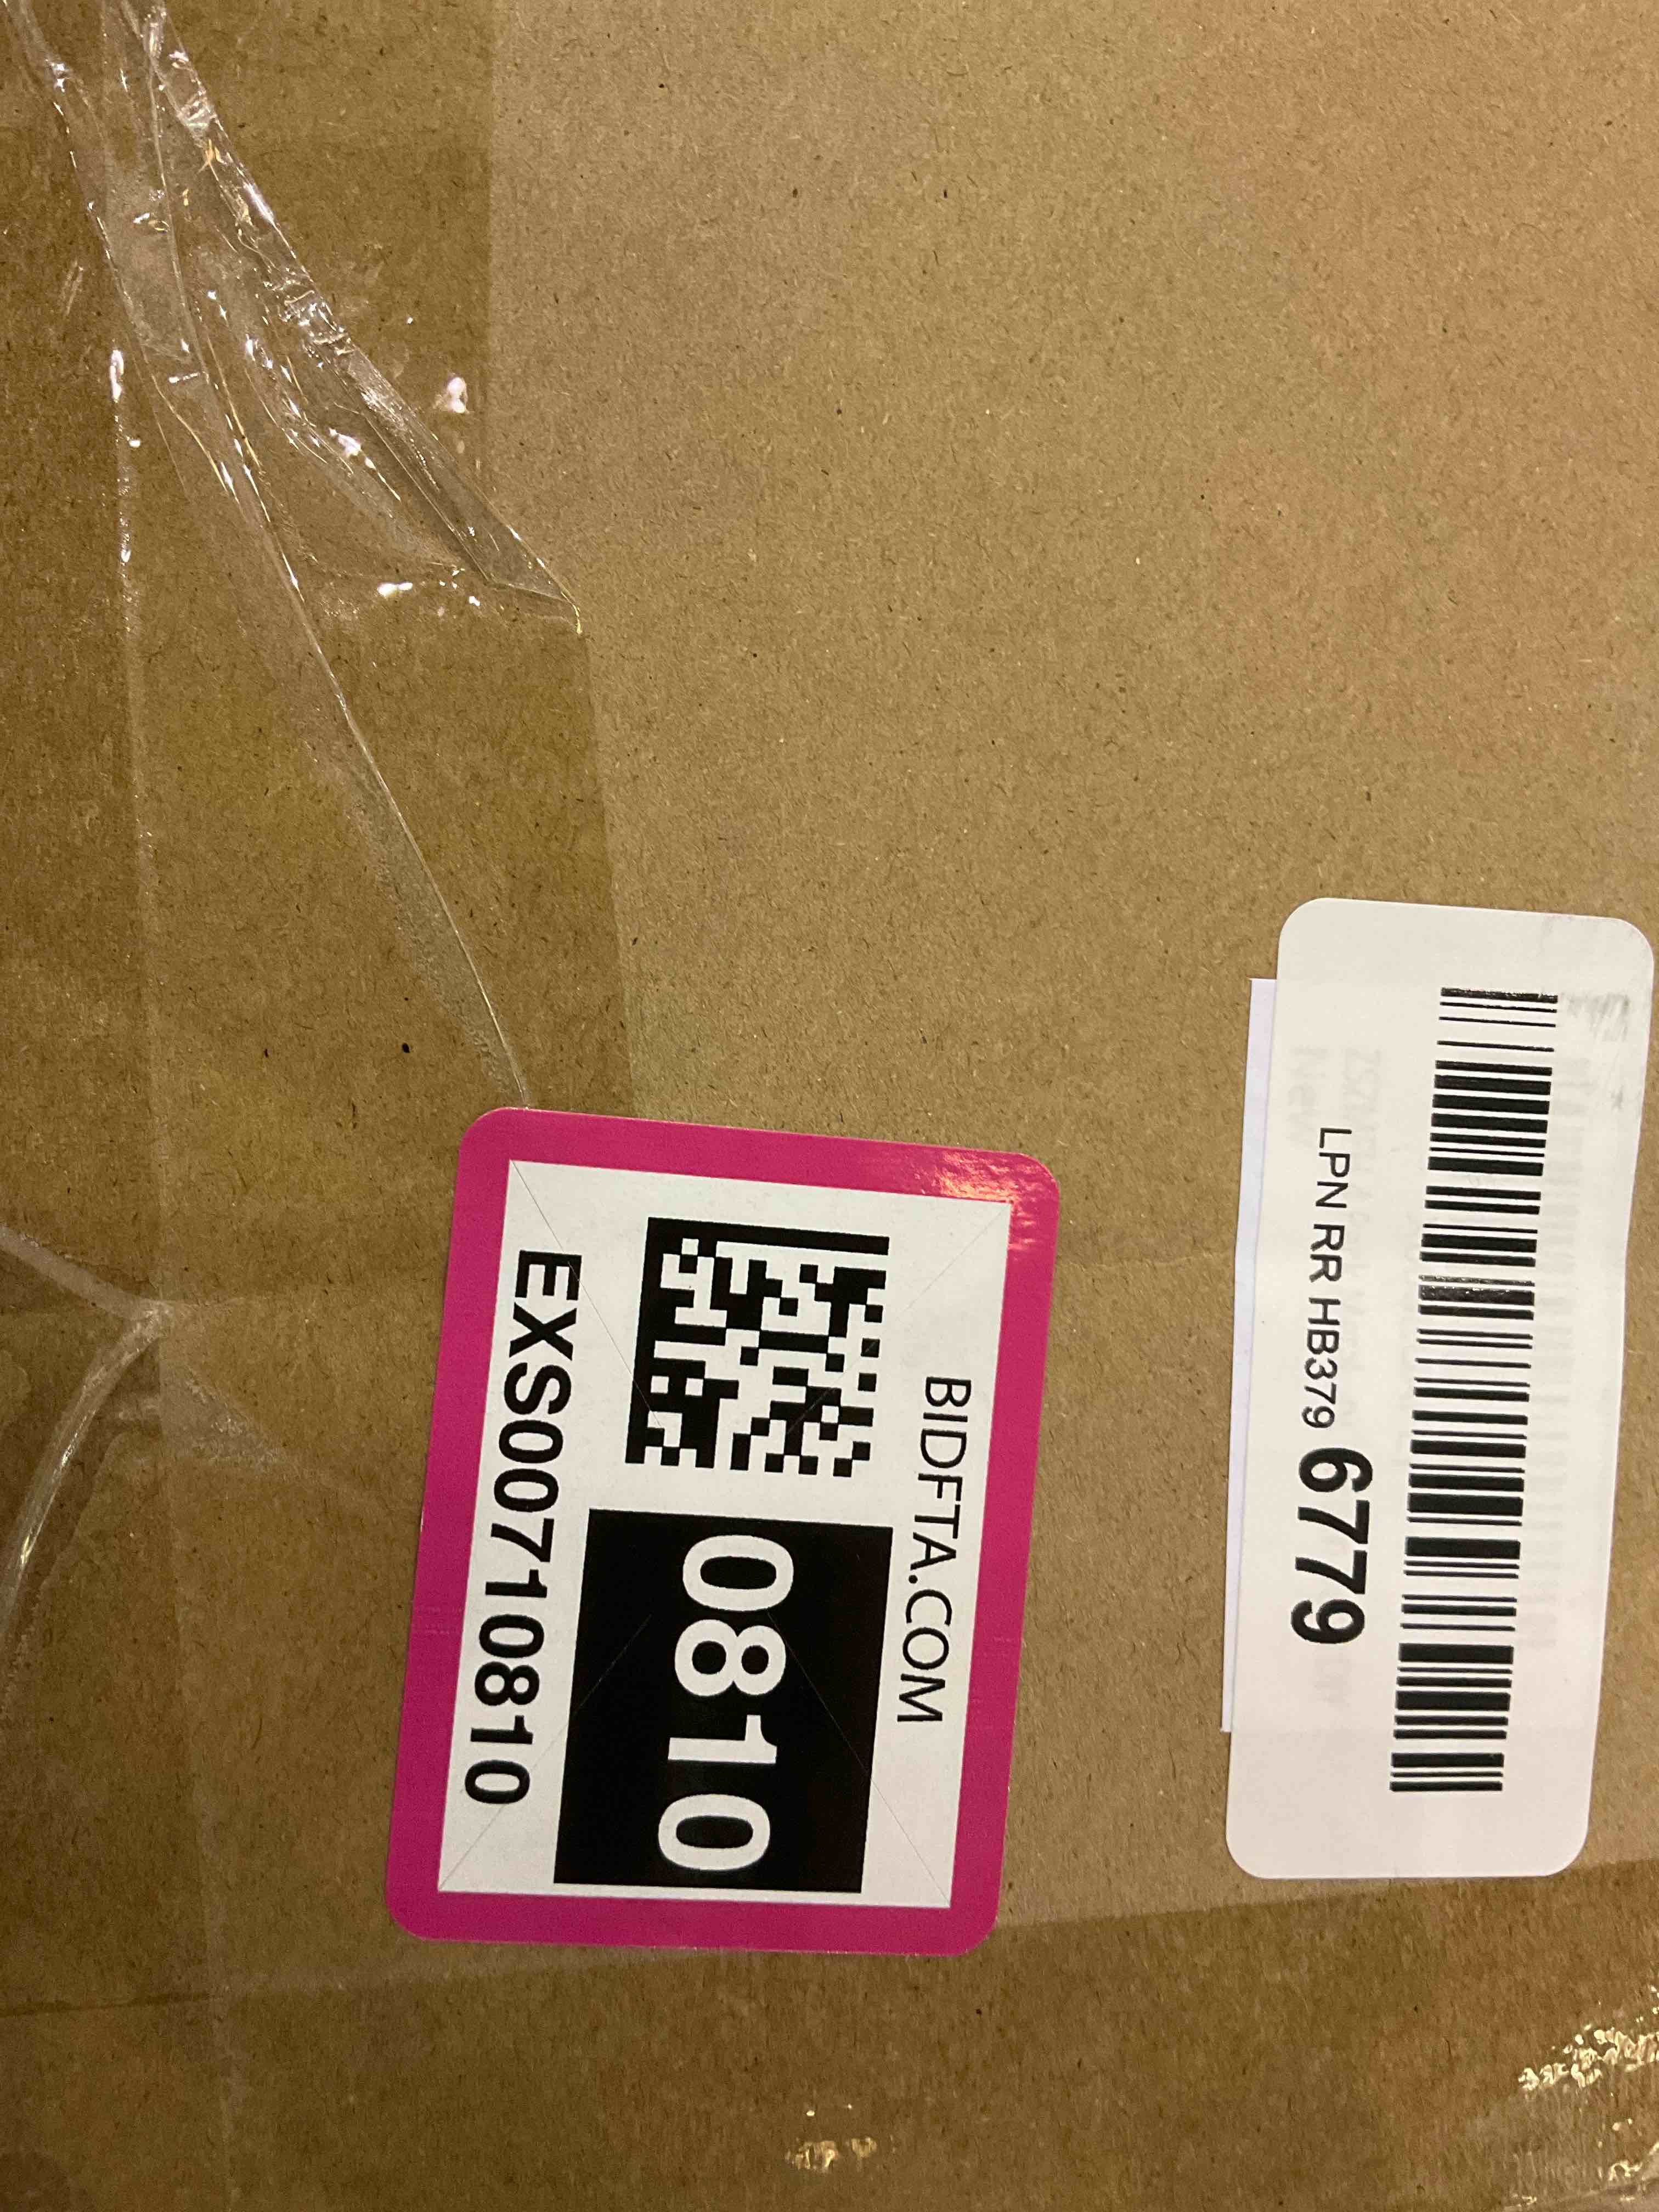 LPN RR HB379 6779
BIDFTA.COM
0810
EXS00710810